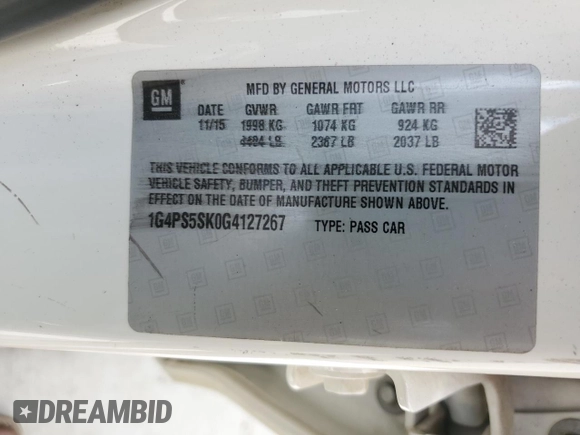 GM
MFD BY GENERAL MOTORS LLC
DATE GVWR GAWR FRT GAWR RR
11/15 1998 KG 1074 KG 924 KG
4404 LB 2367 LB 2037 LB
THIS VEHICLE CONFORMS TO ALL APPLICABLE U.S. FEDERAL MOTOR
VEHICLE SAFETY, BUMPER, AND THEFT PREVENTION STANDARDS IN
EFFECT ON THE DATE OF MANUFACTURE SHOWN ABOVE.
1G4PS5SK0G4127267 TYPE: PASS CAR
DREAMBID